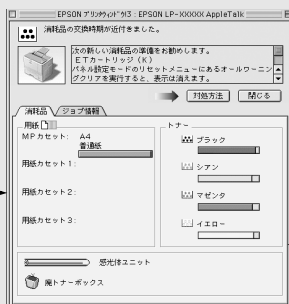 EPSON プリンタウィンドウ!3 : EPSON LP-XXXXX AppleTalk
消耗品の交換時期が近付きました。
次の新しい消耗品の準備をお勧めします。
ETカートリッジ(K)
パネル設定モードのリセットメニューにあるオールワーニン
グクリアを実行すると、表示は消えます。
対処方法
閉じる
消耗品
ジョブ情報
用紙
MPカセット: A4
普通紙
用紙カセット1:
用紙カセット2:
用紙カセット3:
トナー
ブラック
シアン
マゼンタ
イエロー
感光体ユニット
廃トナーボックス